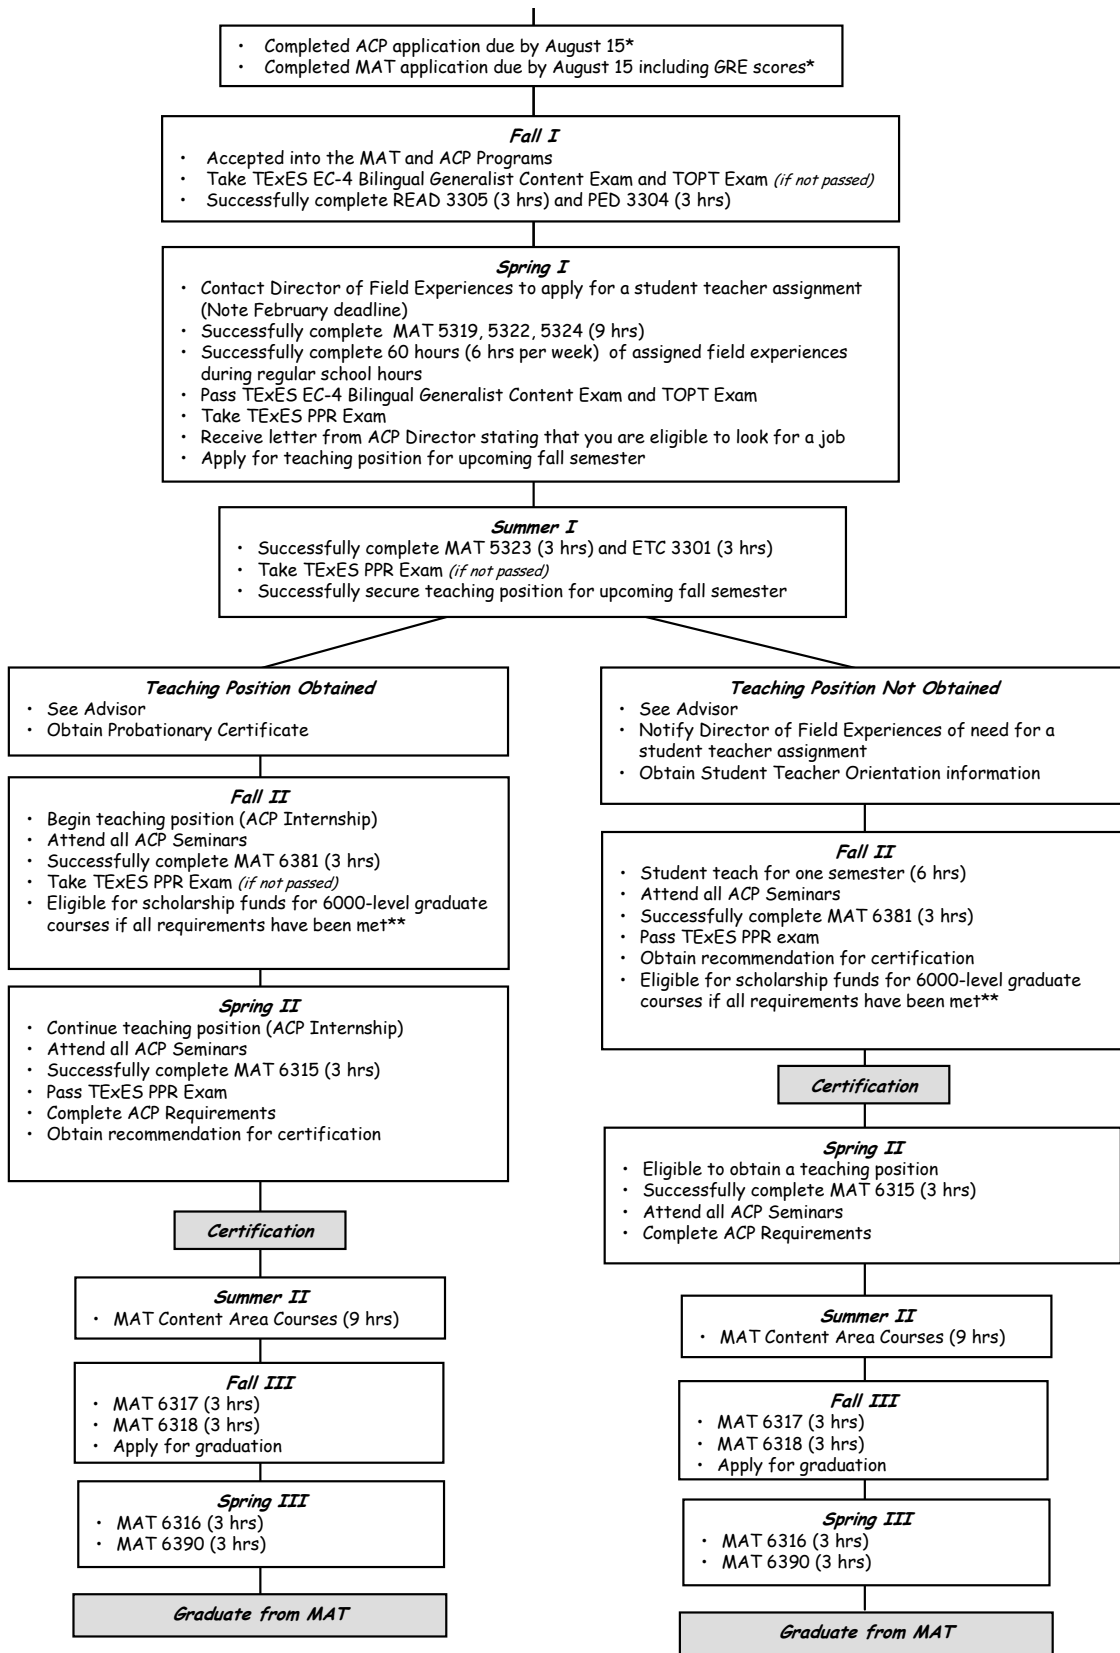 • Completed ACP application due by August 15*
• Completed MAT application due by August 15 including GRE scores*
Fall I
• Accepted into the MAT and ACP Programs
• Take TExES EC-4 Bilingual Generalist Content Exam and TOPT Exam (if not passed)
• Successfully complete READ 3305 (3 hrs) and PED 3304 (3 hrs)
Spring I
• Contact Director of Field Experiences to apply for a student teacher assignment
(Note February deadline)
• Successfully complete MAT 5319, 5322, 5324 (9 hrs)
• Successfully complete 60 hours (6 hrs per week) of assigned field experiences
during regular school hours
• Pass TExES EC-4 Bilingual Generalist Content Exam and TOPT Exam
• Take TExES PPR Exam
• Receive letter from ACP Director stating that you are eligible to look for a job
• Apply for teaching position for upcoming fall semester
Summer I
• Successfully complete MAT 5323 (3 hrs) and ETC 3301 (3 hrs)
• Take TExES PPR Exam (if not passed)
• Successfully secure teaching position for upcoming fall semester
Teaching Position Obtained
• See Advisor
• Obtain Probationary Certificate
Fall II
• Begin teaching position (ACP Internship)
• Attend all ACP Seminars
• Successfully complete MAT 6381 (3 hrs)
• Take TExES PPR Exam (if not passed)
• Eligible for scholarship funds for 6000-level graduate
courses if all requirements have been met**
Spring II
• Continue teaching position (ACP Internship)
• Attend all ACP Seminars
• Successfully complete MAT 6315 (3 hrs)
• Pass TExES PPR Exam
• Complete ACP Requirements
• Obtain recommendation for certification
Certification
Summer II
• MAT Content Area Courses (9 hrs)
Fall III
• MAT 6317 (3 hrs)
• MAT 6318 (3 hrs)
• Apply for graduation
Spring III
• MAT 6316 (3 hrs)
• MAT 6390 (3 hrs)
Graduate from MAT
Teaching Position Not Obtained
• See Advisor
• Notify Director of Field Experiences of need for a
student teacher assignment
• Obtain Student Teacher Orientation information
Fall II
• Student teach for one semester (6 hrs)
• Attend all ACP Seminars
• Successfully complete MAT 6381 (3 hrs)
• Pass TExES PPR exam
• Obtain recommendation for certification
• Eligible for scholarship funds for 6000-level graduate
courses if all requirements have been met**
Certification
Spring II
• Eligible to obtain a teaching position
• Successfully complete MAT 6315 (3 hrs)
• Attend all ACP Seminars
• Complete ACP Requirements
Summer II
• MAT Content Area Courses (9 hrs)
Fall III
• MAT 6317 (3 hrs)
• MAT 6318 (3 hrs)
• Apply for graduation
Spring III
• MAT 6316 (3 hrs)
• MAT 6390 (3 hrs)
Graduate from MAT